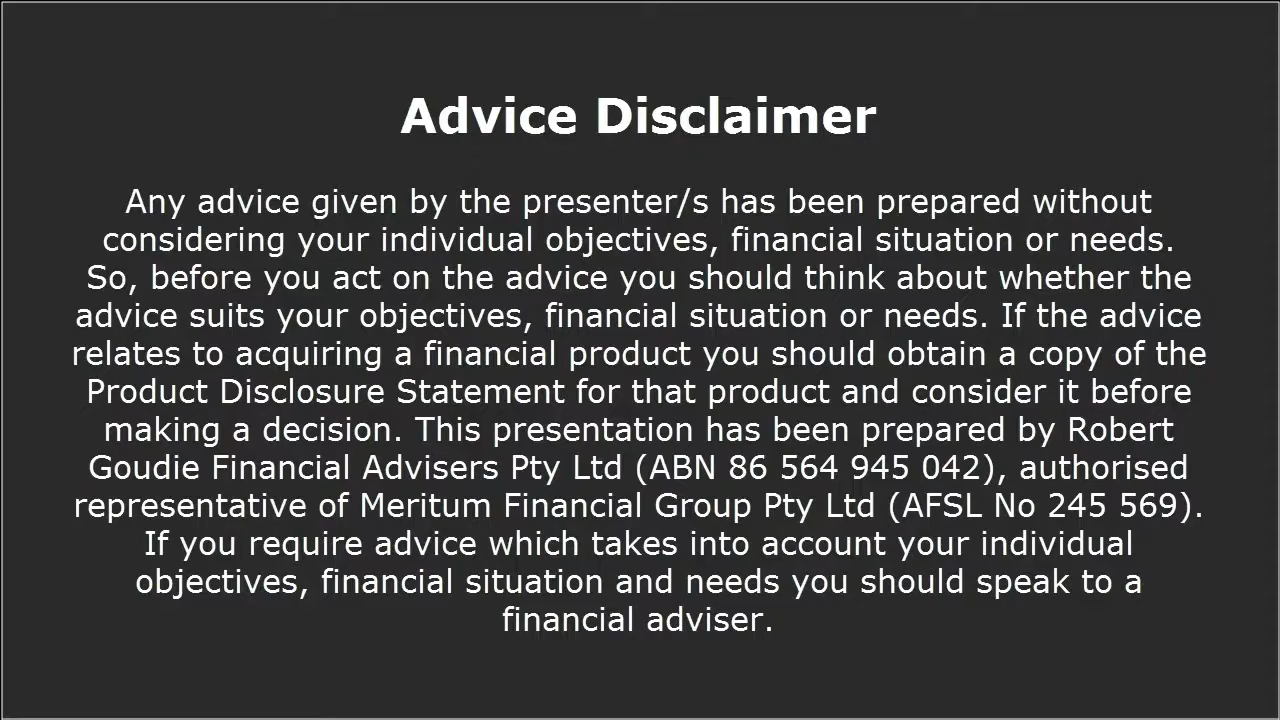 Advice Disclaimer
Any advice given by the presenter/s has been prepared without
considering your individual objectives, financial situation or needs.
So, before you act on the advice you should think about whether the
advice suits your objectives, financial situation or needs. If the advice
relates to acquiring a financial product you should obtain a copy of the
Product Disclosure Statement for that product and consider it before
making a decision. This presentation has been prepared by Robert
Goudie Financial Advisers Pty Ltd (ABN 86 564 945 042), authorised
representative of Meritum Financial Group Pty Ltd (AFSL No 245 569).
If you require advice which takes into account your individual
objectives, financial situation and needs you should speak to a
financial adviser.